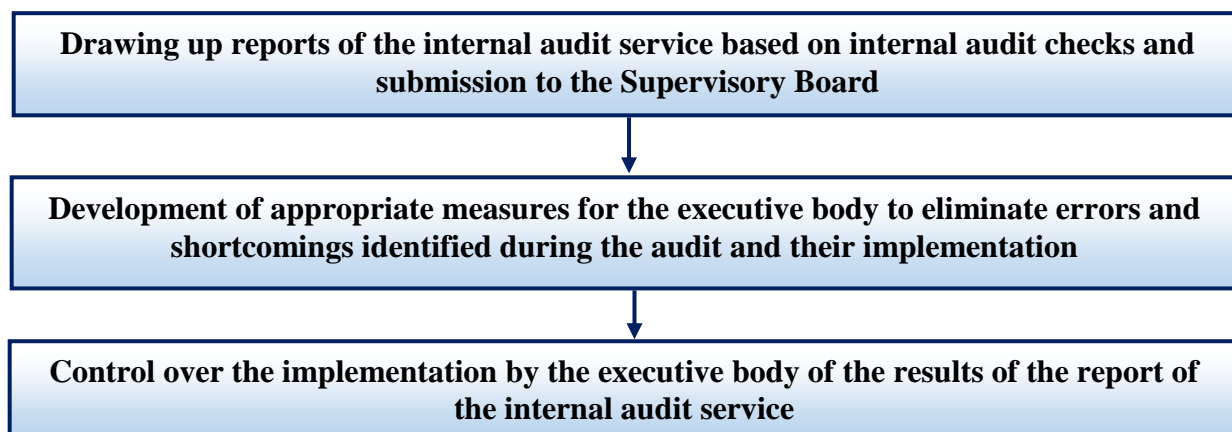 Drawing up reports of the internal audit service based on internal audit checks and
submission to the Supervisory Board
Development of appropriate measures for the executive body to eliminate errors and
shortcomings identified during the audit and their implementation
Control over the implementation by the executive body of the results of the report of
the internal audit service